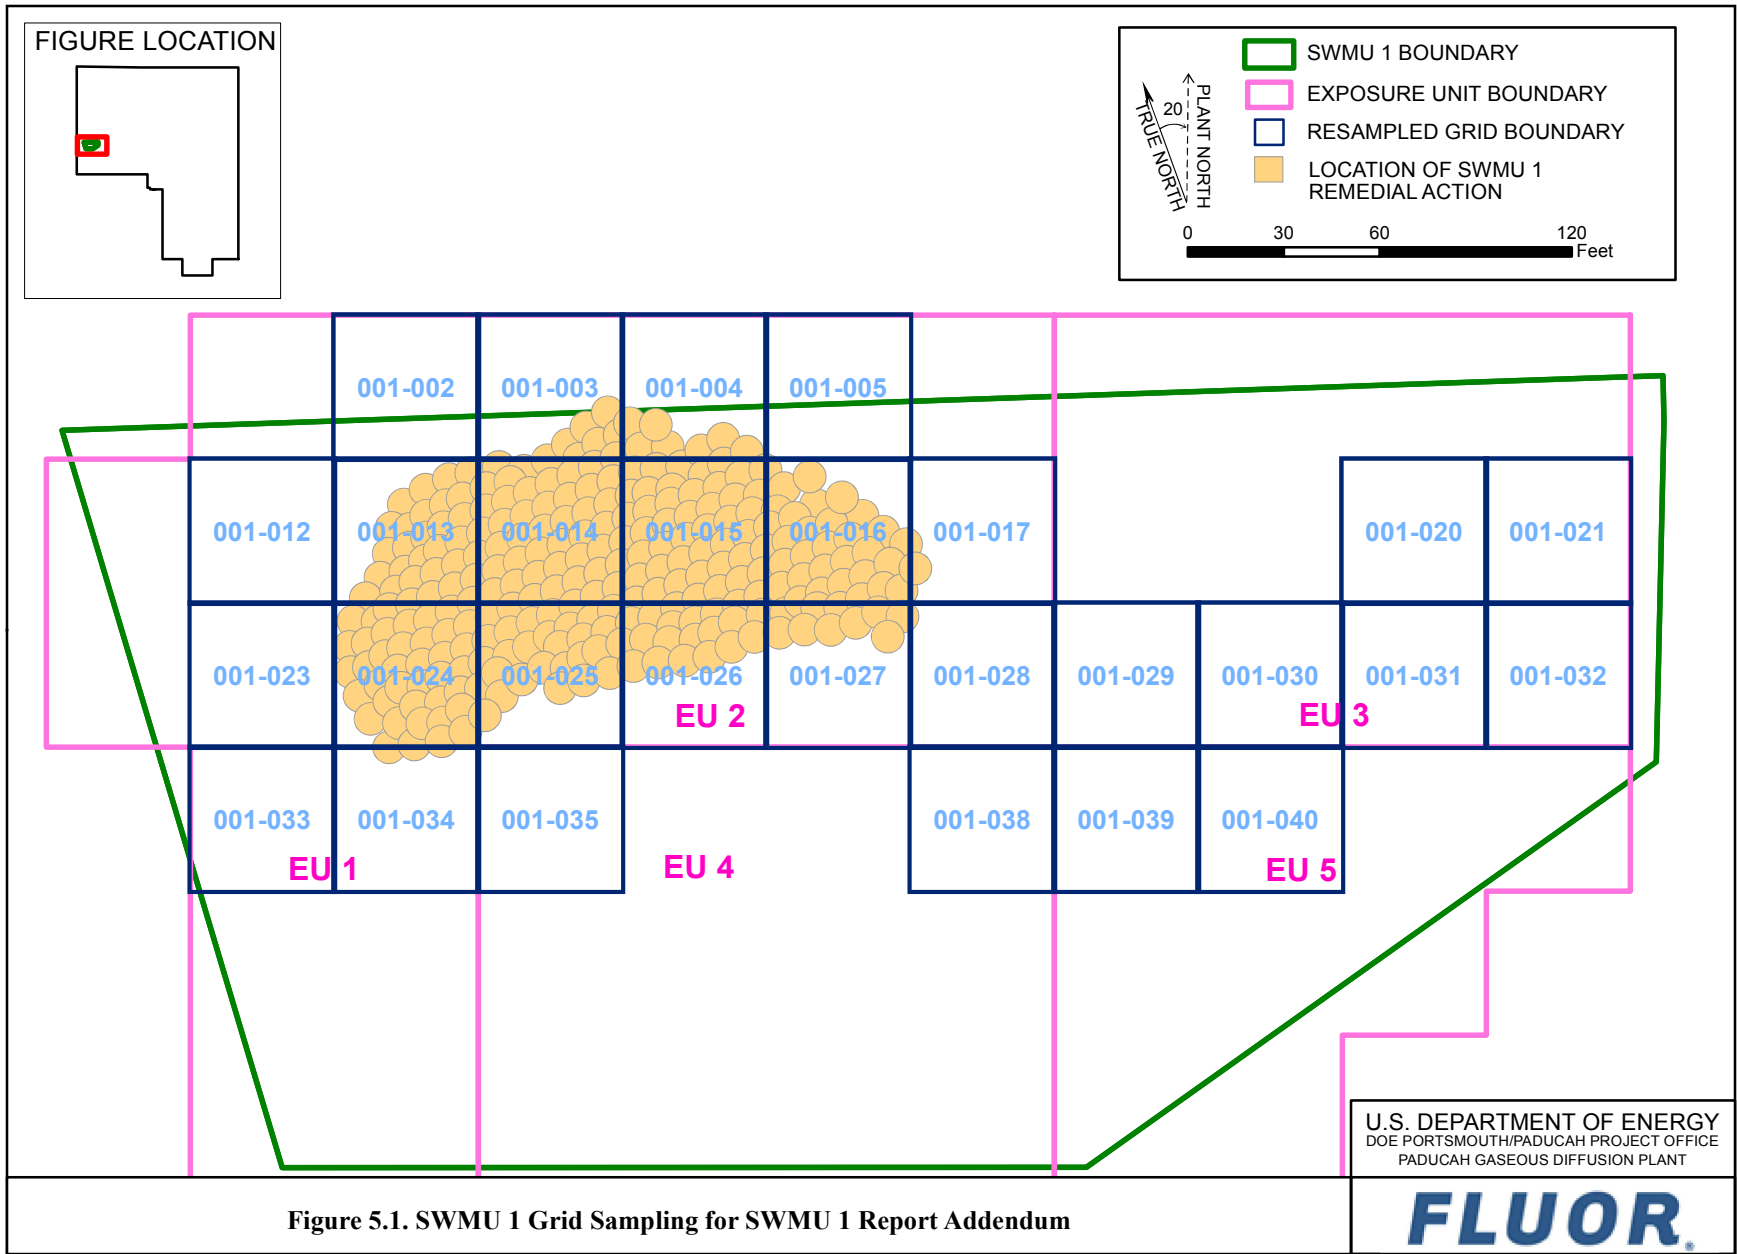 FIGURE LOCATION
TRUE NORTH
20
PLANT NORTH
SWMU 1 BOUNDARY
EXPOSURE UNIT BOUNDARY
RESAMPLED GRID BOUNDARY
LOCATION OF SWMU 1
REMEDIAL ACTION
0 30 60 120
Feet
001-002 001-003 001-004 001-005
001-012 001-013 001-014 001-015 001-016 001-017 001-020 001-021
001-023 001-024 001-025 001-026 001-027 001-028 001-029 001-030 001-031 001-032
EU 2 EU 3
001-033 001-034 001-035 001-038 001-039 001-040
EU 1 EU 4 EU 5
U.S. DEPARTMENT OF ENERGY
DOE PORTSMOUTH/PADUCAH PROJECT OFFICE
PADUCAH GASEOUS DIFFUSION PLANT
Figure 5.1. SWMU 1 Grid Sampling for SWMU 1 Report Addendum
FLUOR®